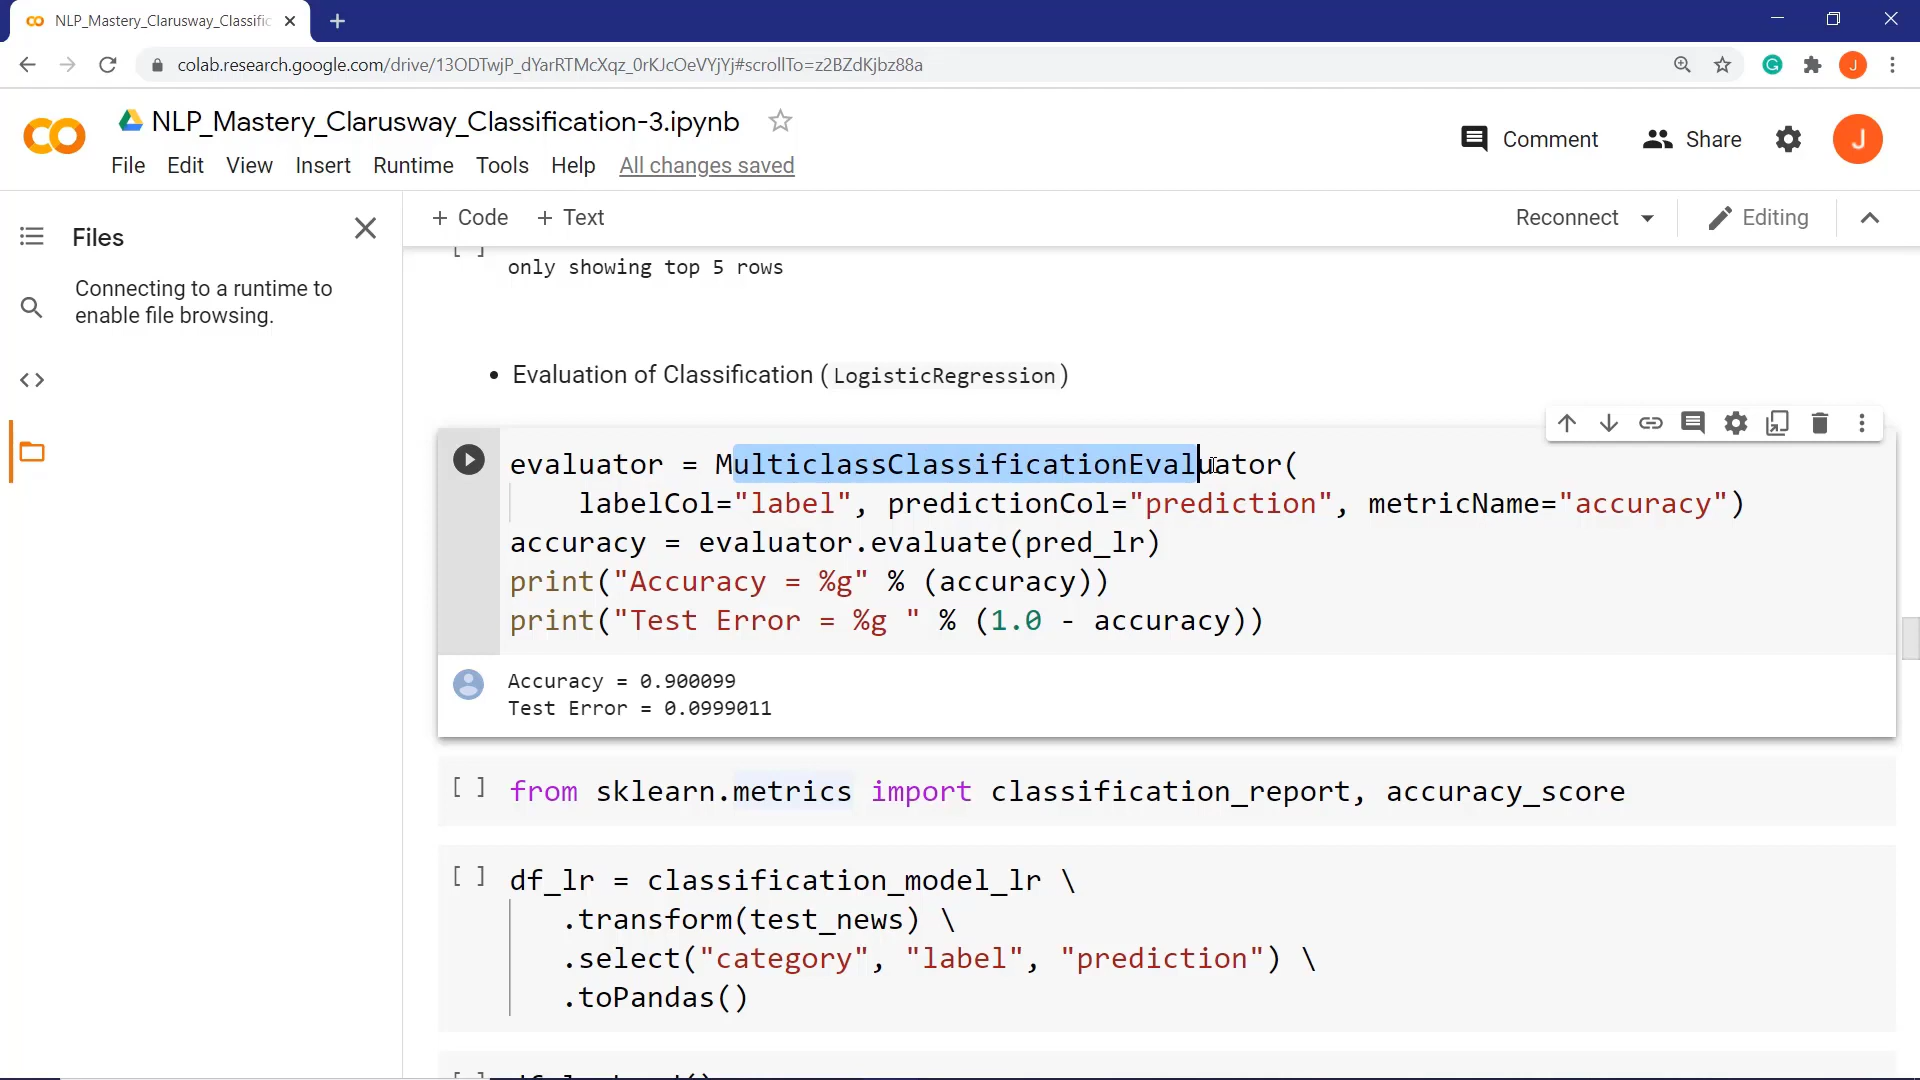 NLP_Mastery_Clarusway_Classific
colab.research.google.com/drive/13ODTwjP_dYarRTMcXqz_0rKJcOeVYjYj#scrollTo=z2BZdKjbz88a
J
NLP_Mastery_Clarusway_Classification-3.ipynb
Comment
Share
J
File Edit View Insert Runtime Tools Help All changes saved
Files
+ Code + Text
Reconnect
Editing
Connecting to a runtime to
enable file browsing.
[ ]
only showing top 5 rows
• Evaluation of Classification (LogisticRegression)
evaluator = MulticlassClassificationEvaluator(
labelCol="label", predictionCol="prediction", metricName="accuracy")
accuracy = evaluator.evaluate(pred_lr)
print("Accuracy = %g" % (accuracy))
print("Test Error = %g " % (1.0 - accuracy))
Accuracy = 0.900099
Test Error = 0.0999011
[ ] from sklearn.metrics import classification_report, accuracy_score
[ ] df_lr = classification_model_lr \
.transform(test_news) \
.select("category", "label", "prediction") \
.toPandas()